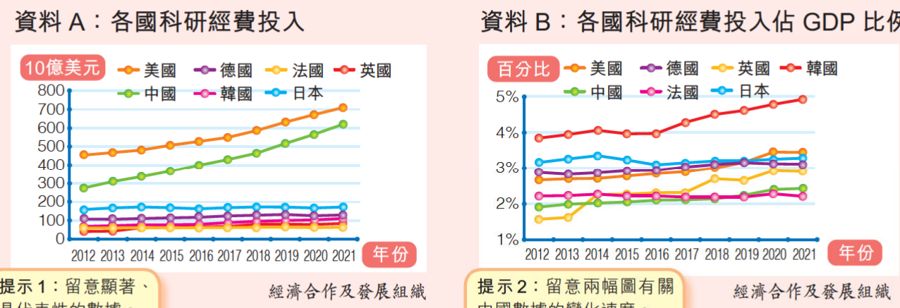 資料 A：各國科研經費投入
10億美元
美國 德國 法國 英國
中國 韓國 日本
800
700
600
500
400
300
200
100
0
2012 2013 2014 2015 2016 2017 2018 2019 2020 2021
年份
提示 1：留意顯著、
經濟合作及發展組織
資料 B：各國科研經費投入佔 GDP 比例
百分比
美國 德國 英國 韓國
中國 法國 日本
5%
4%
3%
2%
1%
2012 2013 2014 2015 2016 2017 2018 2019 2020 2021
年份
提示 2：留意兩幅圖有關
經濟合作及發展組織